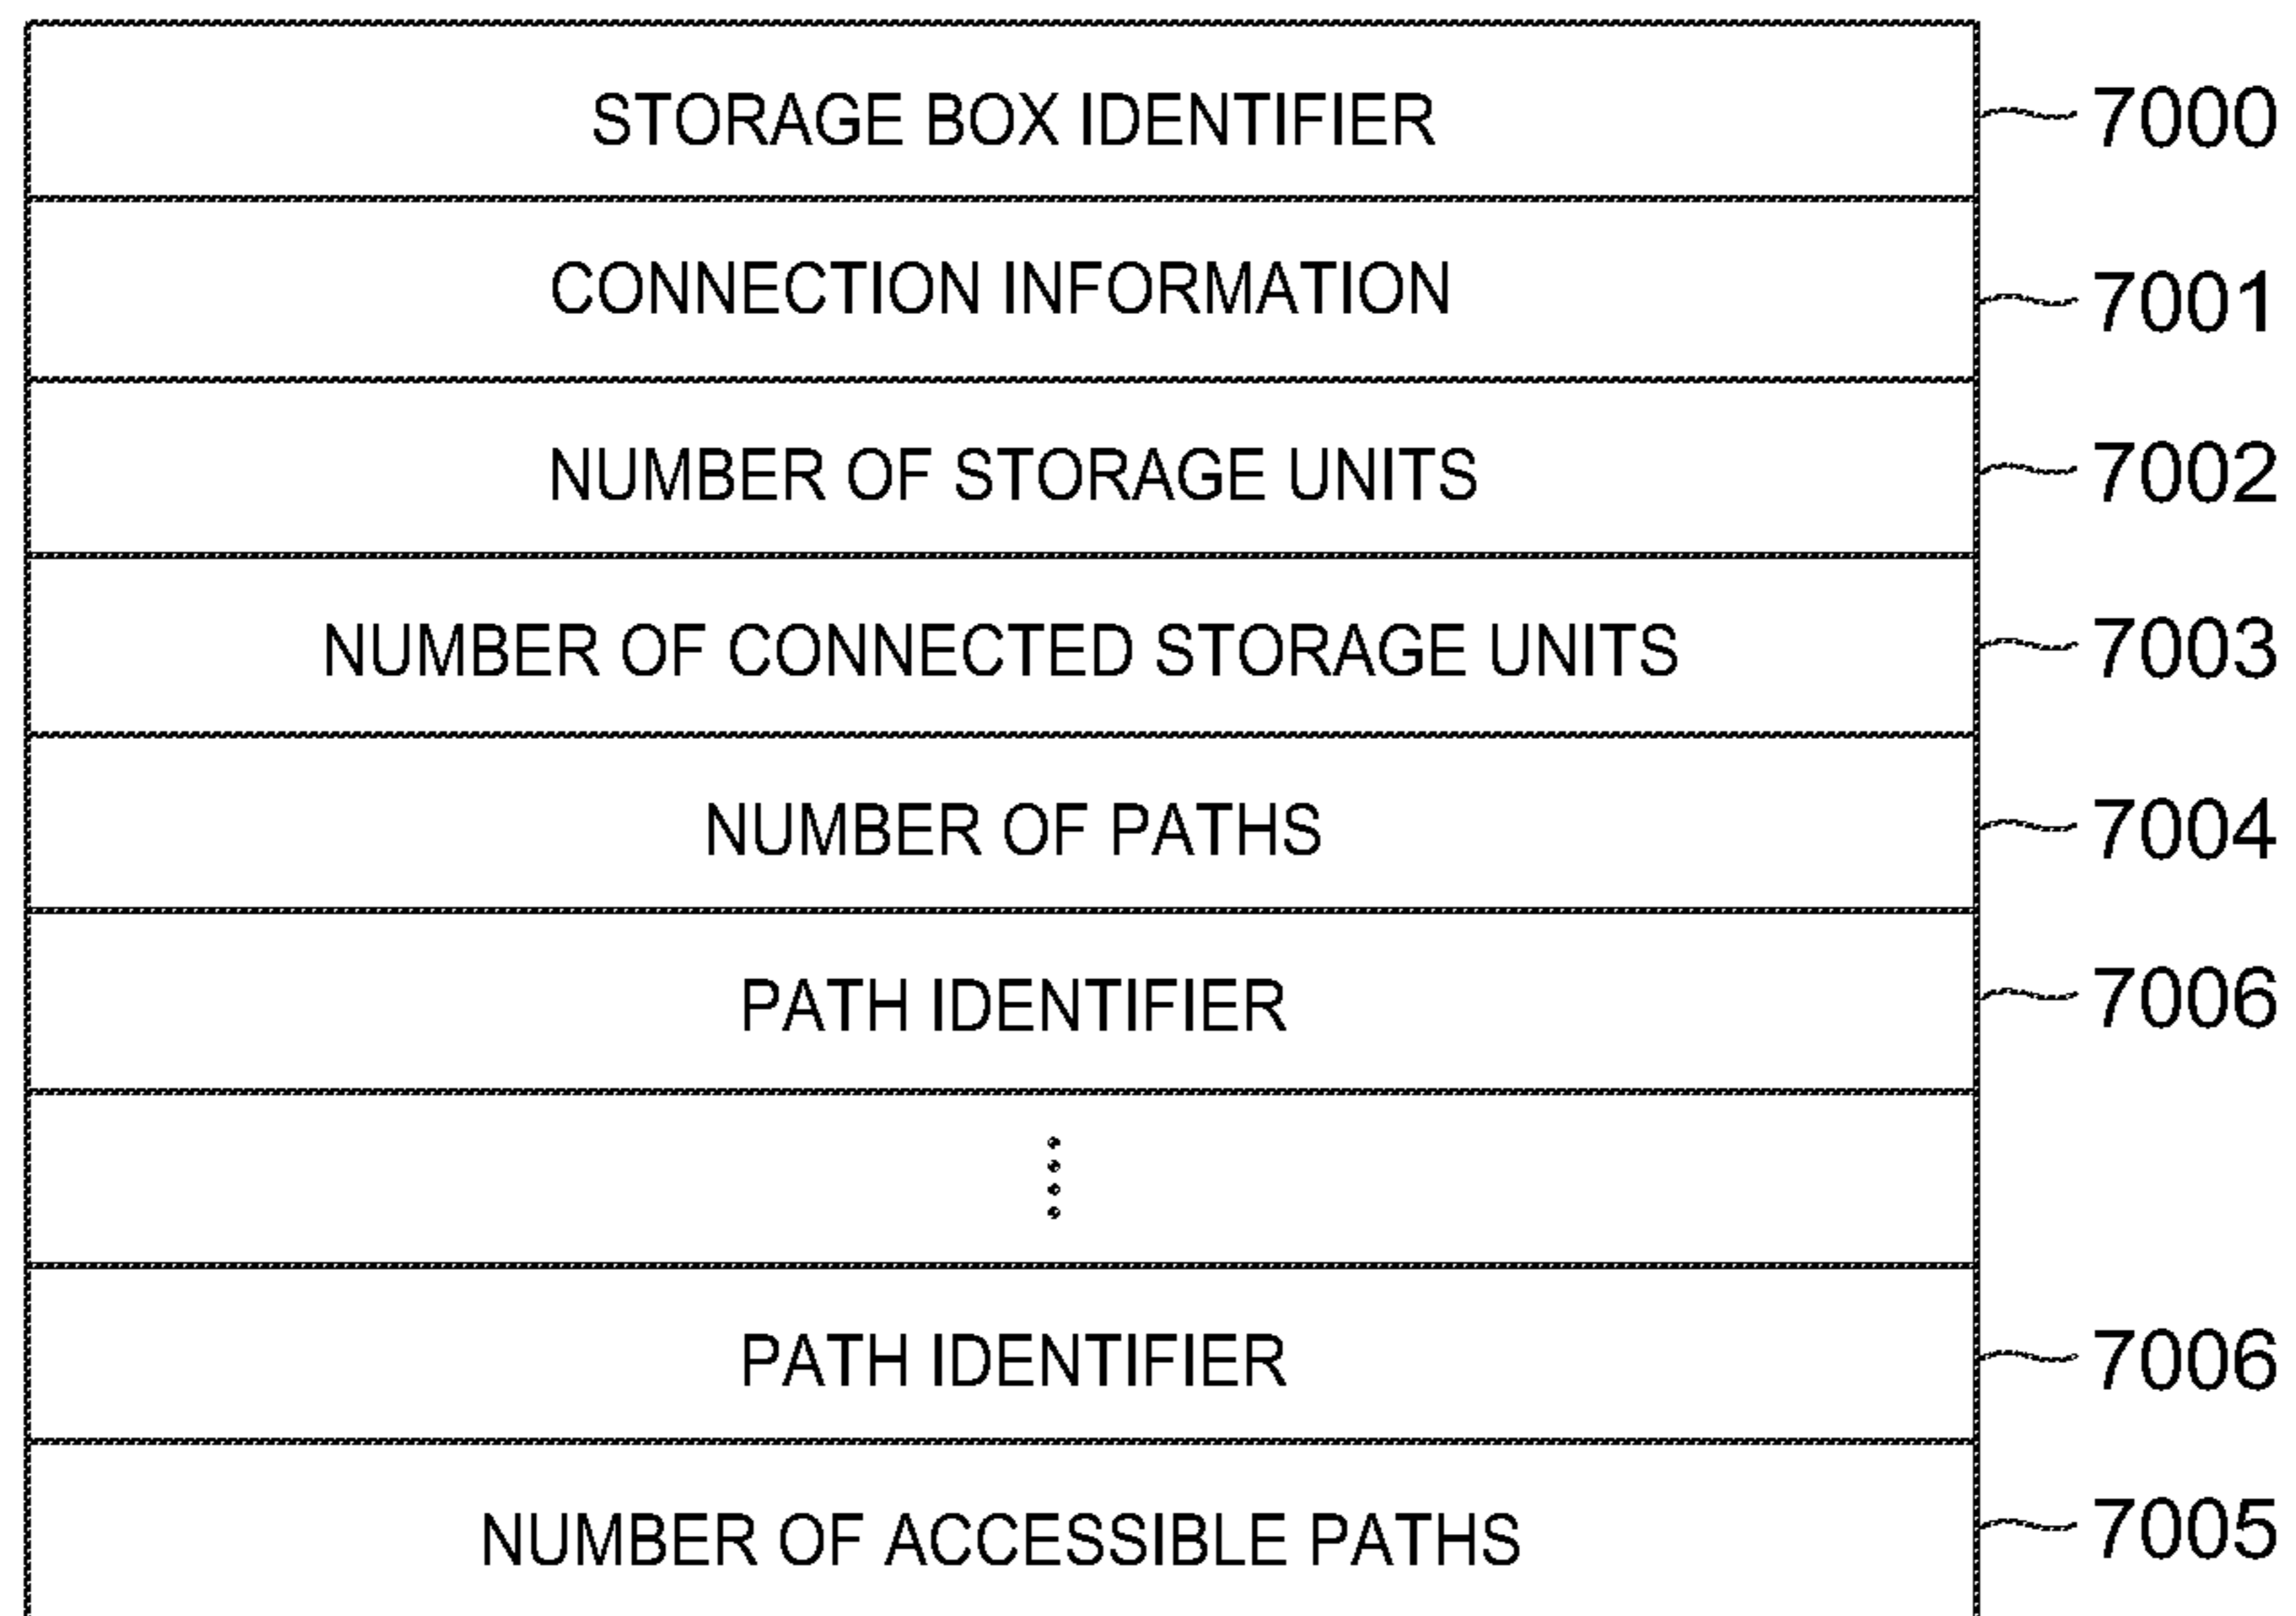 STORAGE BOX IDENTIFIER 7000
CONNECTION INFORMATION 7001
NUMBER OF STORAGE UNITS 7002
NUMBER OF CONNECTED STORAGE UNITS 7003
NUMBER OF PATHS 7004
PATH IDENTIFIER 7006
PATH IDENTIFIER 7006
NUMBER OF ACCESSIBLE PATHS 7005